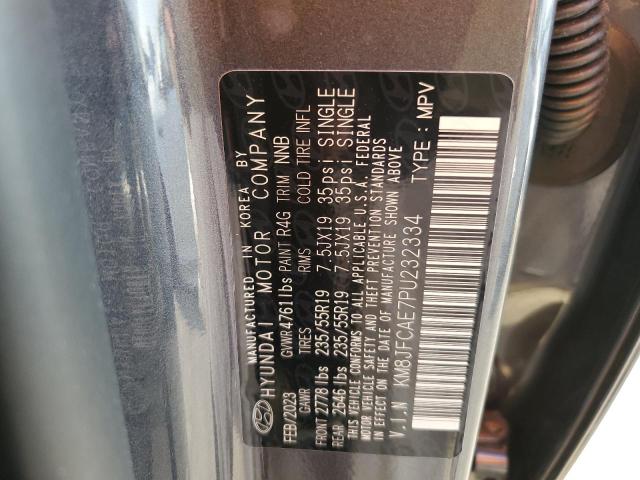 MANUFACTURED IN KOREA BY
HYUNDAI MOTOR COMPANY
FEB/2023 GVWR 4761lbs PAINT R4G TRIM NNB
GAWR TIRES RIMS COLD TIRE INFL
FRONT 2778 lbs 235/55R19 7.5JX19 35psi SINGLE
REAR 2646 lbs 235/55R19 7.5JX19 35psi SINGLE
THIS VEHICLE CONFORMS TO ALL APPLICABLE U.S.A. FEDERAL
MOTOR VEHICLE SAFETY AND THEFT PREVENTION STANDARDS
IN EFFECT ON THE DATE OF MANUFACTURE SHOWN ABOVE
V.I.N KM8JFCAE7PU232334 TYPE : MPV